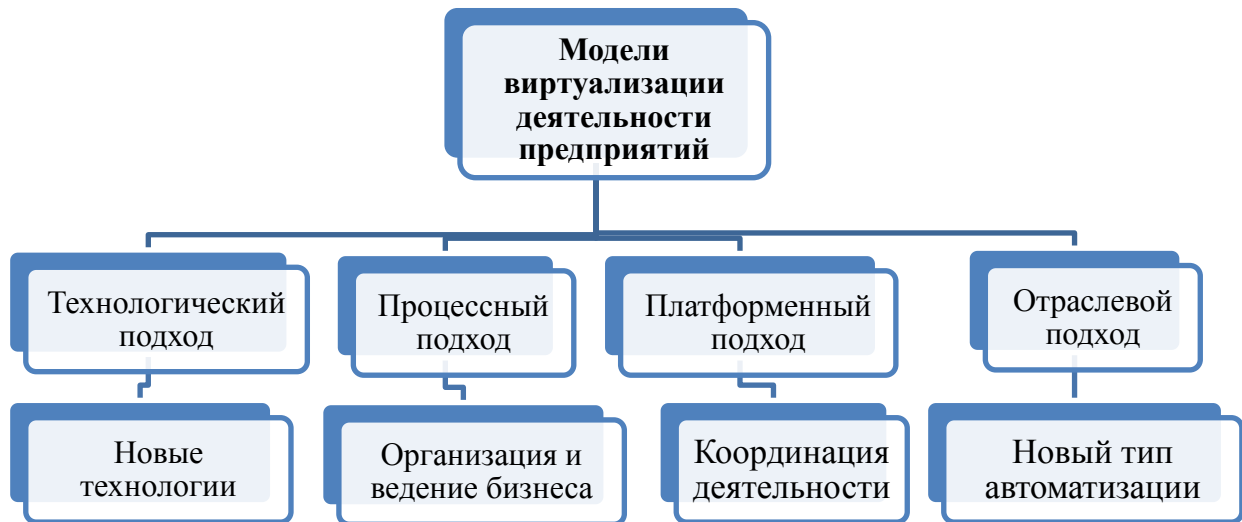 Модели
виртуализации
деятельности
предприятий
Технологический
подход
Процессный
подход
Платформенный
подход
Отраслевой
подход
Новые
технологии
Организация и
ведение бизнеса
Координация
деятельности
Новый тип
автоматизации